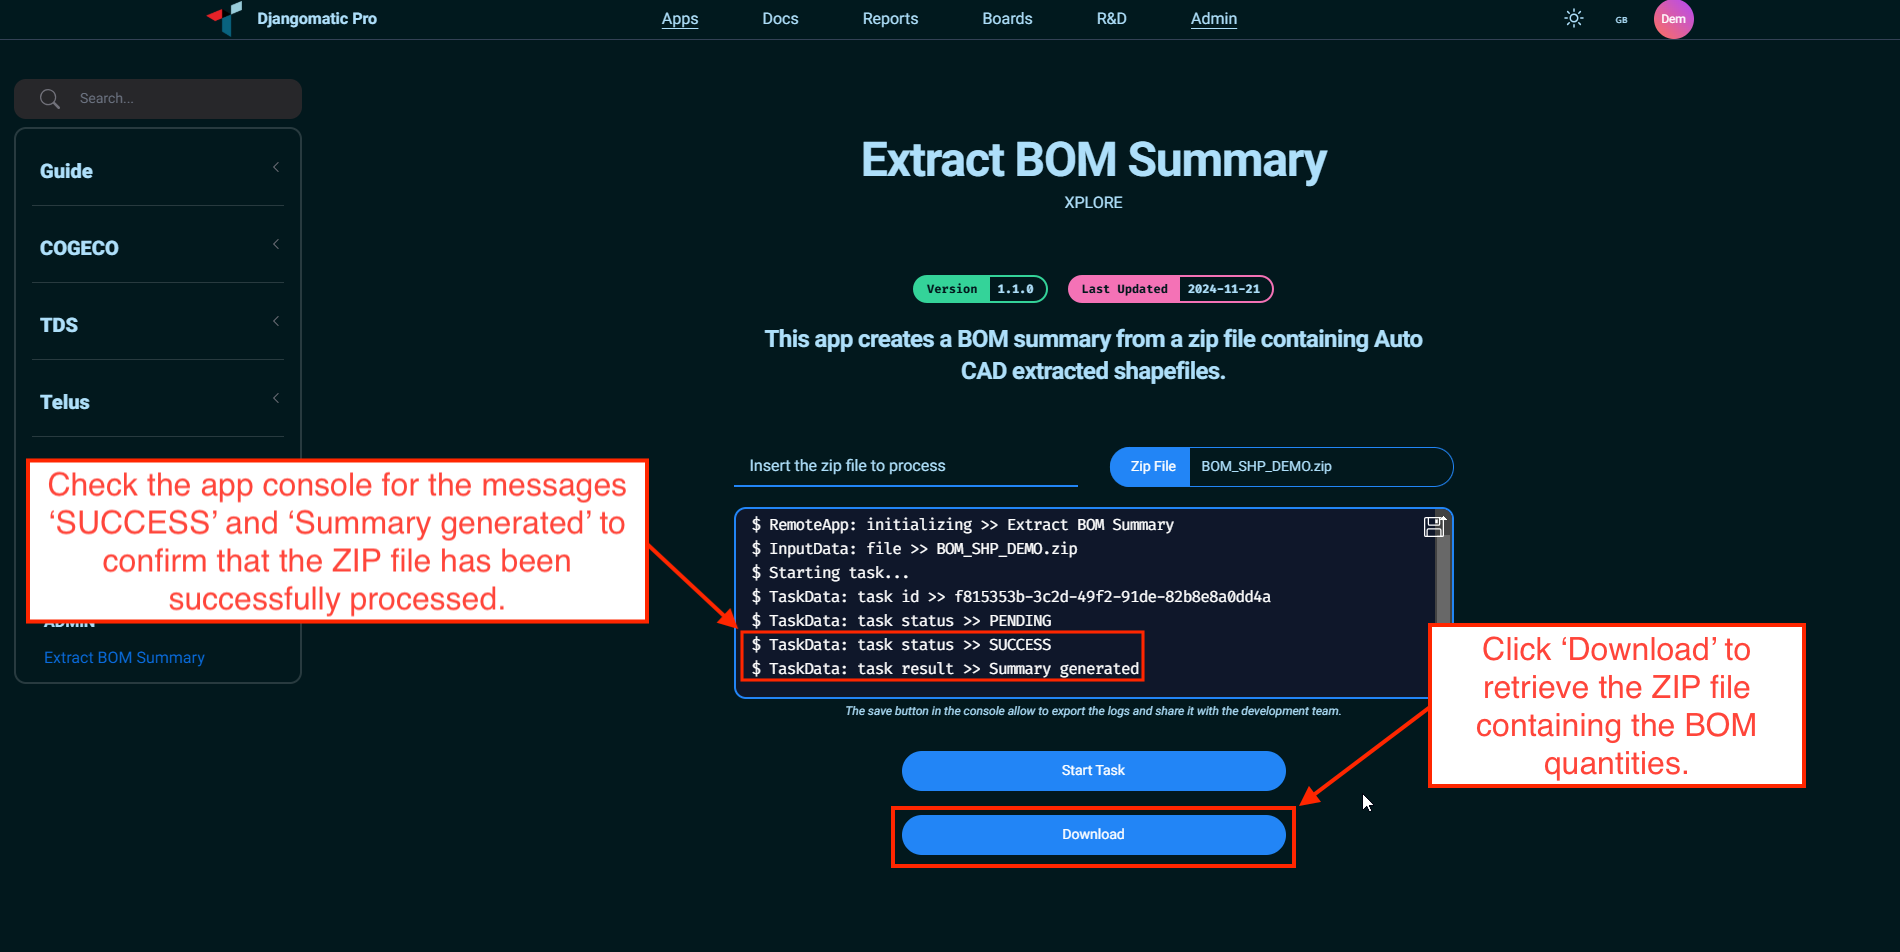 Djangomatic Pro
Apps
Docs
Reports
Boards
R&D
Admin
GB
Dem
Search...
Guide
COGECO
TDS
Telus
ADMIN
Extract BOM Summary
Extract BOM Summary
XPLORE
Version 1.1.0
Last Updated 2024-11-21
This app creates a BOM summary from a zip file containing Auto
CAD extracted shapefiles.
Insert the zip file to process
Zip File BOM_SHP_DEMO.zip
$ RemoteApp: initializing >> Extract BOM Summary
$ InputData: file >> BOM_SHP_DEMO.zip
$ Starting task...
$ TaskData: task id >> f815353b-3c2d-49f2-91de-82b8e8a0dd4a
$ TaskData: task status >> PENDING
$ TaskData: task status >> SUCCESS
$ TaskData: task result >> Summary generated
The save button in the console allow to export the logs and share it with the development team.
Start Task
Download
Check the app console for the messages
‘SUCCESS’ and ‘Summary generated’ to
confirm that the ZIP file has been
successfully processed.
Click ‘Download’ to
retrieve the ZIP file
containing the BOM
quantities.